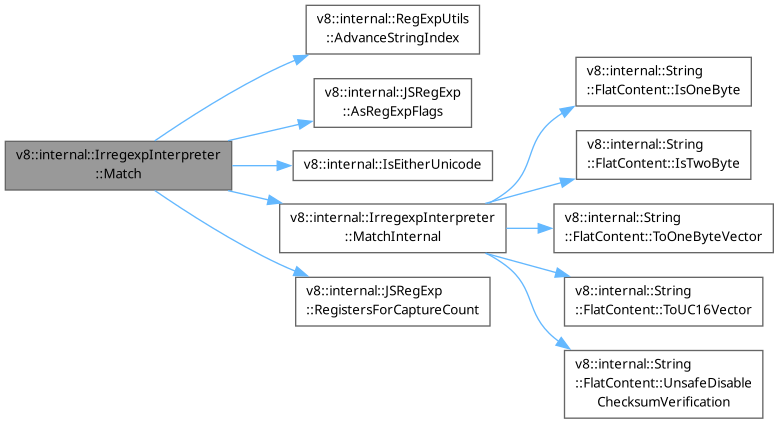 v8::internal::IrregexpInterpreter
::Match
v8::internal::RegExpUtils
::AdvanceStringIndex
v8::internal::JSRegExp
::AsRegExpFlags
v8::internal::IsEitherUnicode
v8::internal::IrregexpInterpreter
::MatchInternal
v8::internal::JSRegExp
::RegistersForCaptureCount
v8::internal::String
::FlatContent::IsOneByte
v8::internal::String
::FlatContent::IsTwoByte
v8::internal::String
::FlatContent::ToOneByteVector
v8::internal::String
::FlatContent::ToUC16Vector
v8::internal::String
::FlatContent::UnsafeDisable
ChecksumVerification